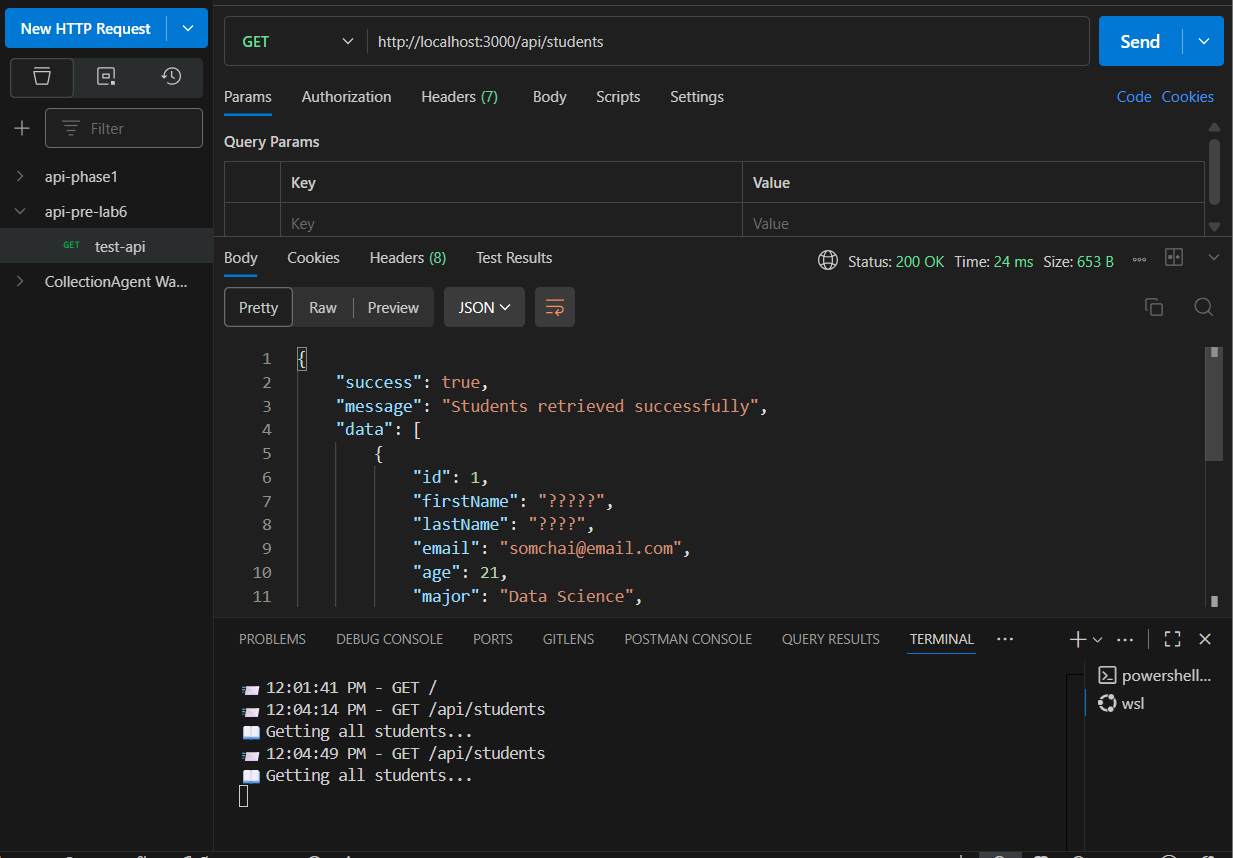 New HTTP Request
GET http://localhost:3000/api/students Send
Params Authorization Headers (7) Body Scripts Settings Code Cookies
Filter
Query Params
api-phase1
Key Value
api-pre-lab6
Key Value
GET test-api
CollectionAgent Wa...
Body Cookies Headers (8) Test Results Status: 200 OK Time: 24 ms Size: 653 B
Pretty Raw Preview JSON
1 {
2 "success": true,
3 "message": "Students retrieved successfully",
4 "data": [
5 {
6 "id": 1,
7 "firstName": "?????",
8 "lastName": "????",
9 "email": "somchai@email.com",
10 "age": 21,
11 "major": "Data Science",
PROBLEMS DEBUG CONSOLE PORTS GITLENS POSTMAN CONSOLE QUERY RESULTS TERMINAL
12:01:41 PM - GET /
12:04:14 PM - GET /api/students
Getting all students...
12:04:49 PM - GET /api/students
Getting all students...
powershell...
wsl